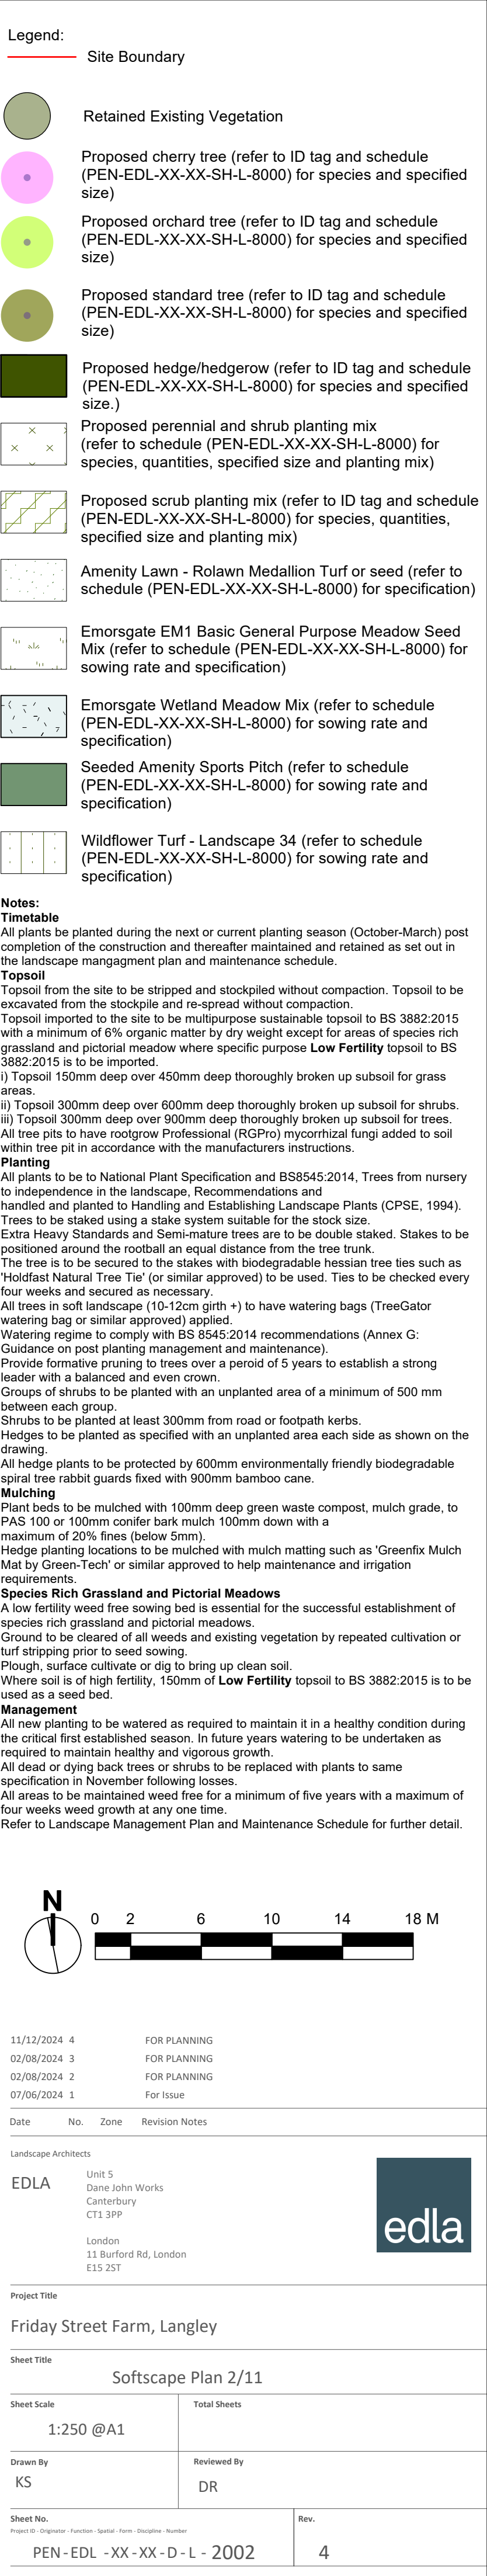 Legend:
Site Boundary
Retained Existing Vegetation
Proposed cherry tree (refer to ID tag and schedule
(PEN-EDL-XX-XX-SH-L-8000) for species and specified
size)
Proposed orchard tree (refer to ID tag and schedule
(PEN-EDL-XX-XX-SH-L-8000) for species and specified
size)
Proposed standard tree (refer to ID tag and schedule
(PEN-EDL-XX-XX-SH-L-8000) for species and specified
size)
Proposed hedge/hedgerow (refer to ID tag and schedule
(PEN-EDL-XX-XX-SH-L-8000) for species and specified
size.)
Proposed perennial and shrub planting mix
(refer to schedule (PEN-EDL-XX-XX-SH-L-8000) for
species, quantities, specified size and planting mix)
Proposed scrub planting mix (refer to ID tag and schedule
(PEN-EDL-XX-XX-SH-L-8000) for species, quantities,
specified size and planting mix)
Amenity Lawn - Rolawn Medallion Turf or seed (refer to
schedule (PEN-EDL-XX-XX-SH-L-8000) for specification)
Emorsgate EM1 Basic General Purpose Meadow Seed
Mix (refer to schedule (PEN-EDL-XX-XX-SH-L-8000) for
sowing rate and specification)
Emorsgate Wetland Meadow Mix (refer to schedule
(PEN-EDL-XX-XX-SH-L-8000) for sowing rate and
specification)
Seeded Amenity Sports Pitch (refer to schedule
(PEN-EDL-XX-XX-SH-L-8000) for sowing rate and
specification)
Wildflower Turf - Landscape 34 (refer to schedule
(PEN-EDL-XX-XX-SH-L-8000) for sowing rate and
specification)
Notes:
Timetable
All plants be planted during the next or current planting season (October-March) post
completion of the construction and thereafter maintained and retained as set out in
the landscape mangagment plan and maintenance schedule.
Topsoil
Topsoil from the site to be stripped and stockpiled without compaction. Topsoil to be
excavated from the stockpile and re-spread without compaction.
Topsoil imported to the site to be multipurpose sustainable topsoil to BS 3882:2015
with a minimum of 6% organic matter by dry weight except for areas of species rich
grassland and pictorial meadow where specific purpose Low Fertility topsoil to BS
3882:2015 is to be imported.
i) Topsoil 150mm deep over 450mm deep thoroughly broken up subsoil for grass
areas.
ii) Topsoil 300mm deep over 600mm deep thoroughly broken up subsoil for shrubs.
iii) Topsoil 300mm deep over 900mm deep thoroughly broken up subsoil for trees.
All tree pits to have rootgrow Professional (RGPro) mycorrhizal fungi added to soil
within tree pit in accordance with the manufacturers instructions.
Planting
All plants to be to National Plant Specification and BS8545:2014, Trees from nursery
to independence in the landscape, Recommendations and
handled and planted to Handling and Establishing Landscape Plants (CPSE, 1994).
Trees to be staked using a stake system suitable for the stock size.
Extra Heavy Standards and Semi-mature trees are to be double staked. Stakes to be
positioned around the rootball an equal distance from the tree trunk.
The tree is to be secured to the stakes with biodegradable hessian tree ties such as
'Holdfast Natural Tree Tie' (or similar approved) to be used. Ties to be checked every
four weeks and secured as necessary.
All trees in soft landscape (10-12cm girth +) to have watering bags (TreeGator
watering bag or similar approved) applied.
Watering regime to comply with BS 8545:2014 recommendations (Annex G:
Guidance on post planting management and maintenance).
Provide formative pruning to trees over a peroid of 5 years to establish a strong
leader with a balanced and even crown.
Groups of shrubs to be planted with an unplanted area of a minimum of 500 mm
between each group.
Shrubs to be planted at least 300mm from road or footpath kerbs.
Hedges to be planted as specified with an unplanted area each side as shown on the
drawing.
All hedge plants to be protected by 600mm environmentally friendly biodegradable
spiral tree rabbit guards fixed with 900mm bamboo cane.
Mulching
Plant beds to be mulched with 100mm deep green waste compost, mulch grade, to
PAS 100 or 100mm conifer bark mulch 100mm down with a
maximum of 20% fines (below 5mm).
Hedge planting locations to be mulched with mulch matting such as 'Greenfix Mulch
Mat by Green-Tech' or similar approved to help maintenance and irrigation
requirements.
Species Rich Grassland and Pictorial Meadows
A low fertility weed free sowing bed is essential for the successful establishment of
species rich grassland and pictorial meadows.
Ground to be cleared of all weeds and existing vegetation by repeated cultivation or
turf stripping prior to seed sowing.
Plough, surface cultivate or dig to bring up clean soil.
Where soil is of high fertility, 150mm of Low Fertility topsoil to BS 3882:2015 is to be
used as a seed bed.
Management
All new planting to be watered as required to maintain it in a healthy condition during
the critical first established season. In future years watering to be undertaken as
required to maintain healthy and vigorous growth.
All dead or dying back trees or shrubs to be replaced with plants to same
specification in November following losses.
All areas to be maintained weed free for a minimum of five years with a maximum of
four weeks weed growth at any one time.
Refer to Landscape Management Plan and Maintenance Schedule for further detail.
N
0 2 6 10 14 18 M
11/12/2024 4 FOR PLANNING
02/08/2024 3 FOR PLANNING
02/08/2024 2 FOR PLANNING
07/06/2024 1 For Issue
Date No. Zone Revision Notes
Landscape Architects
EDLA
Unit 5
Dane John Works
Canterbury
CT1 3PP
London
11 Burford Rd, London
E15 2ST
edla
Project Title
Friday Street Farm, Langley
Sheet Title
Softscape Plan 2/11
Sheet Scale Total Sheets
1:250 @A1
Drawn By Reviewed By
KS DR
Sheet No. Rev.
Project ID - Originator - Function - Spatial - Form - Discipline - Number
PEN - EDL - XX - XX - D - L - 2002 4